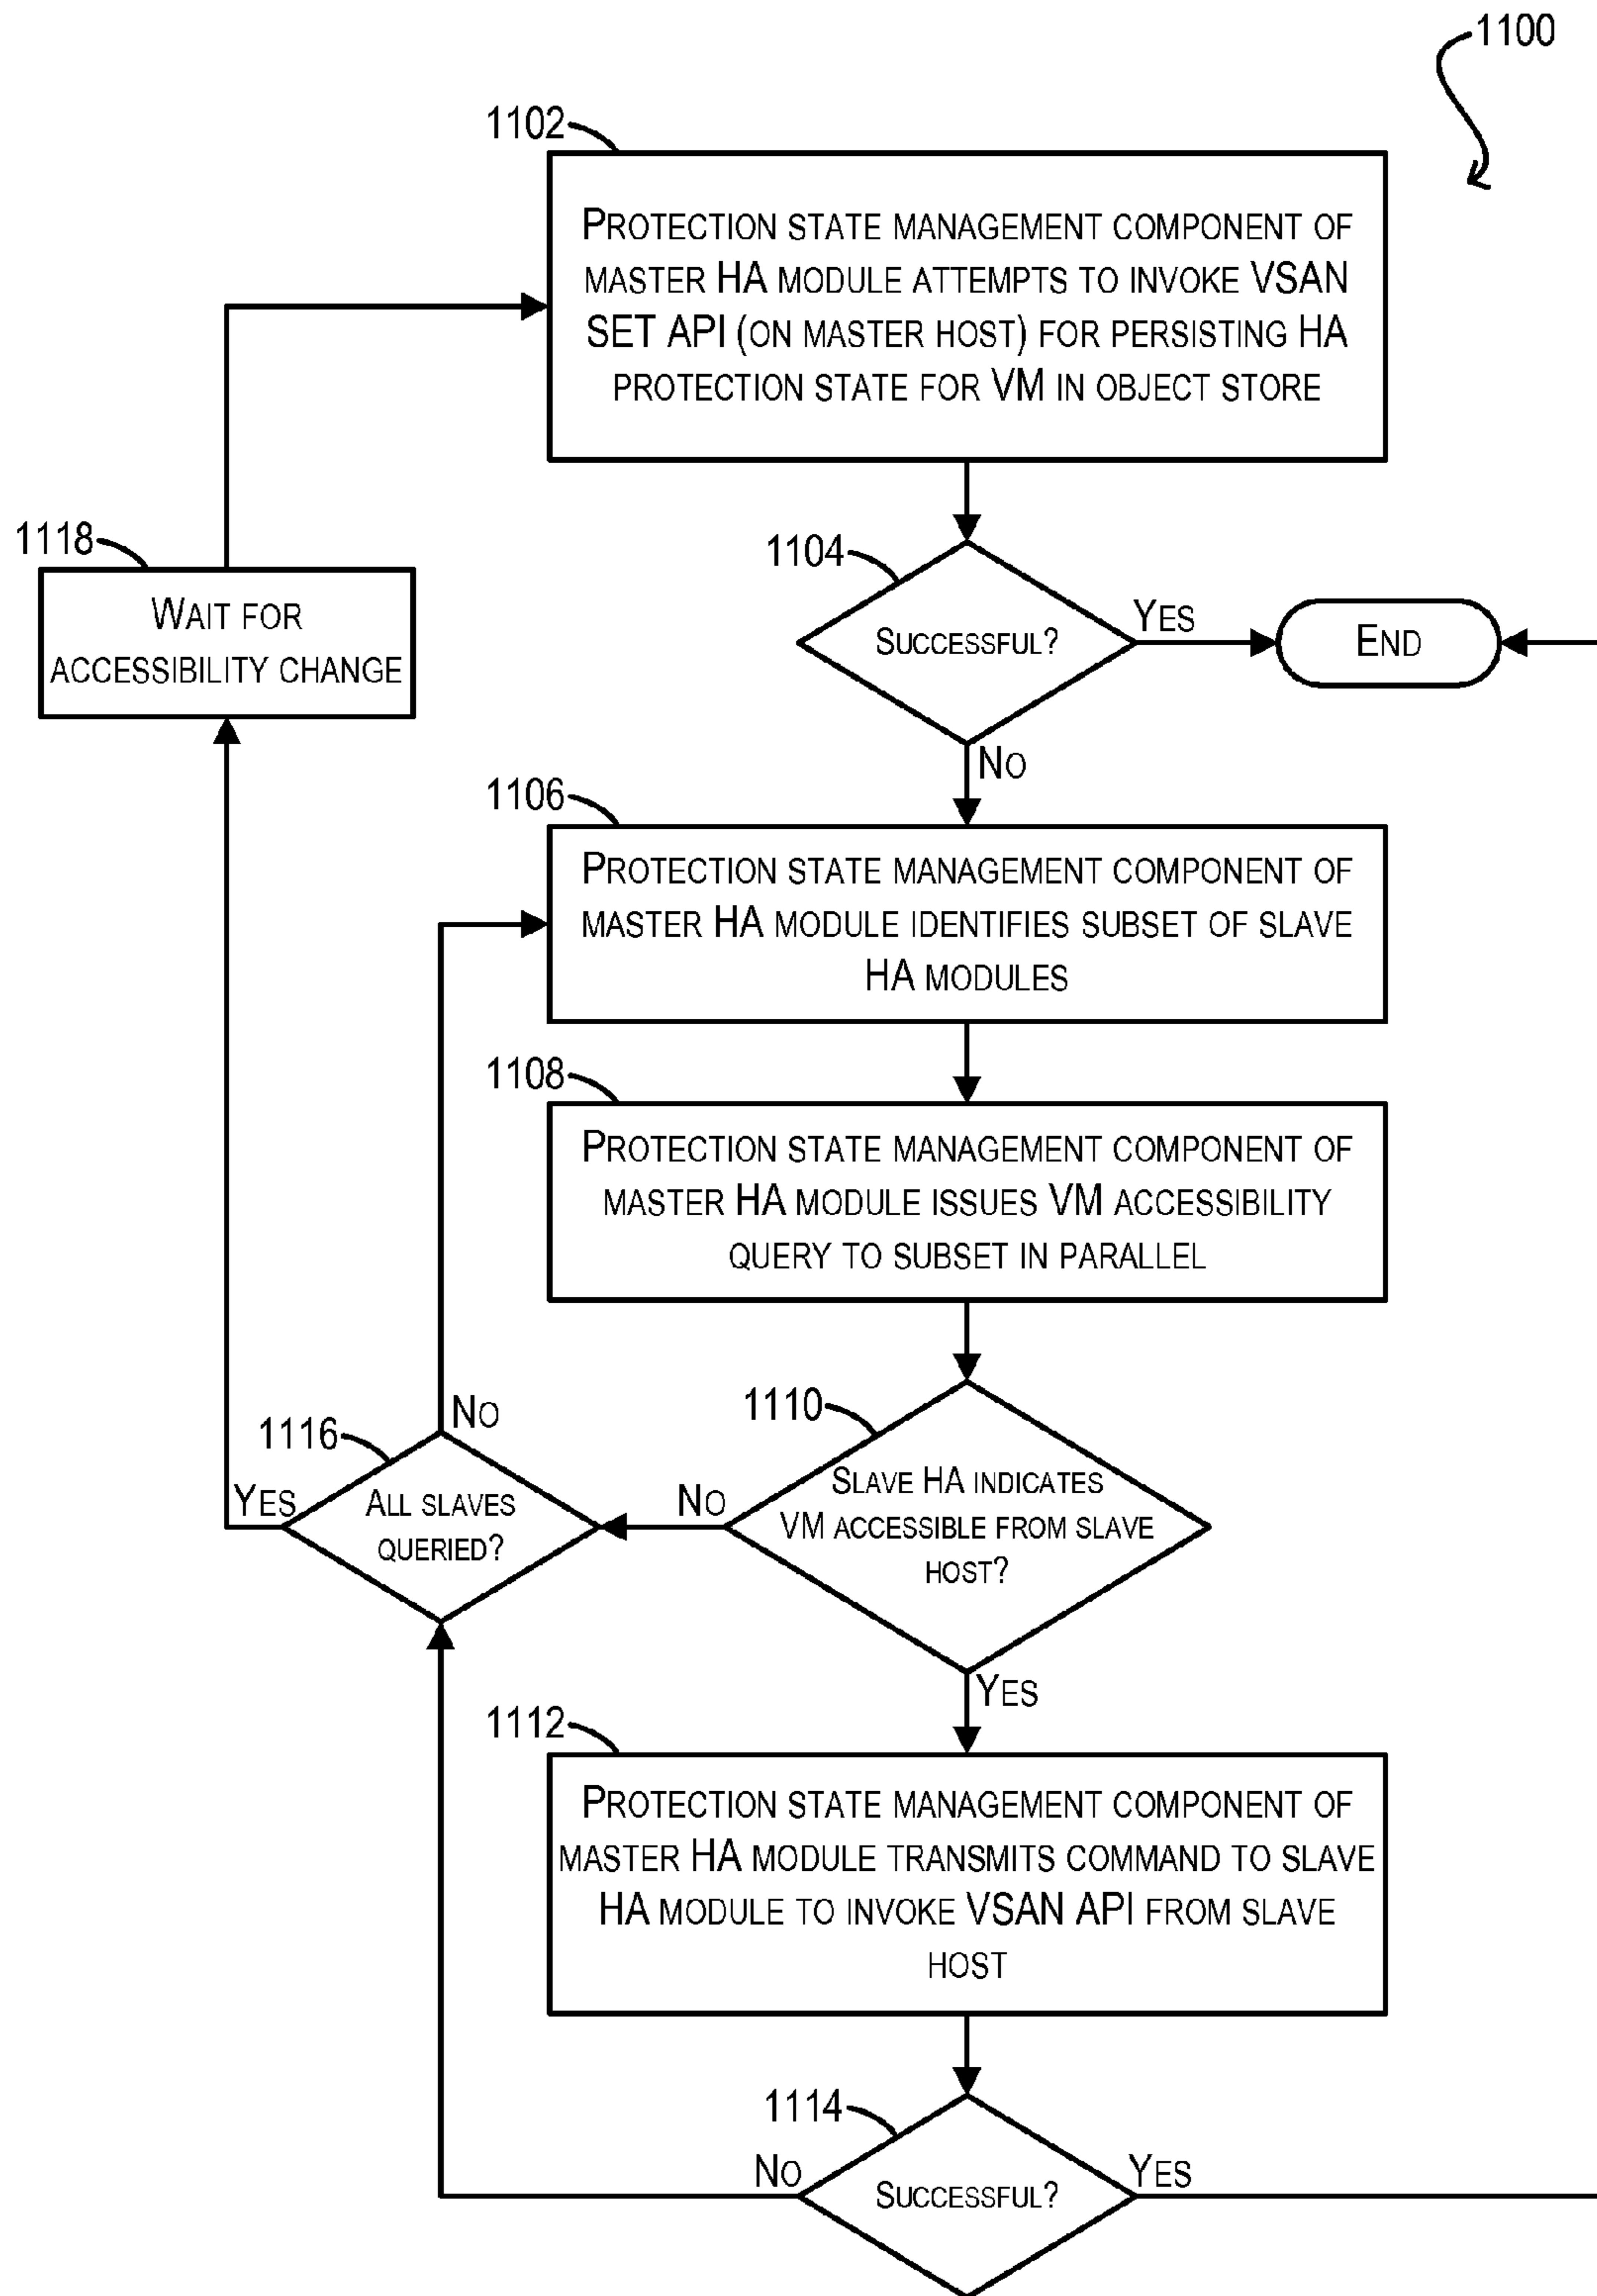 1100
1102
Protection state management component of
master HA module attempts to invoke VSAN
SET API (on master host) for persisting HA
protection state for VM in object store
1118
Wait for
accessibility change
1104
Successful?
Yes
End
No
1106
Protection state management component of
master HA module identifies subset of slave
HA modules
1108
Protection state management component of
master HA module issues VM accessibility
query to subset in parallel
1110
Slave HA indicates
VM accessible from slave
host?
No
Yes
1116
All slaves
queried?
No
Yes
1112
Protection state management component of
master HA module transmits command to slave
HA module to invoke VSAN API from slave
host
1114
Successful?
No
Yes